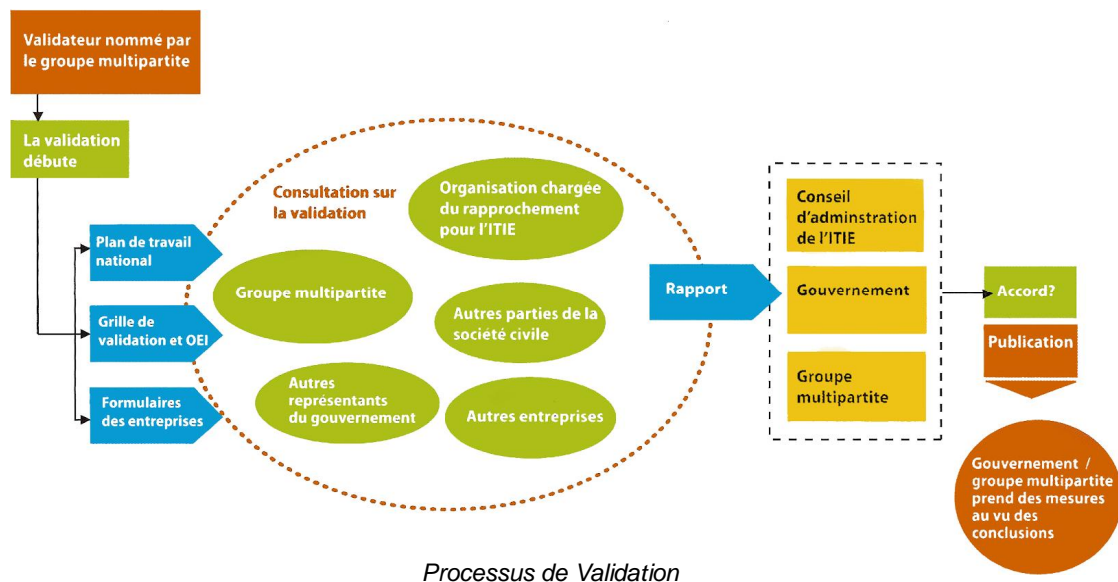 Validateur nommé par
le groupe multipartite
La validation
débute
Plan de travail
national
Grille de
validation et OEI
Formulaires
des entreprises
Consultation sur
la validation
Organisation chargée
du rapprochement
pour l'ITIE
Groupe multipartite
Autres parties de la
société civile
Autres
représentants
du gouvernement
Autres entreprises
Rapport
Conseil
d'adminstration
de l'ITIE
Gouvernement
Groupe
multipartite
Accord?
Publication
Gouvernement /
groupe multipartite
prend des mesures
au vu des
conclusions
Processus de Validation